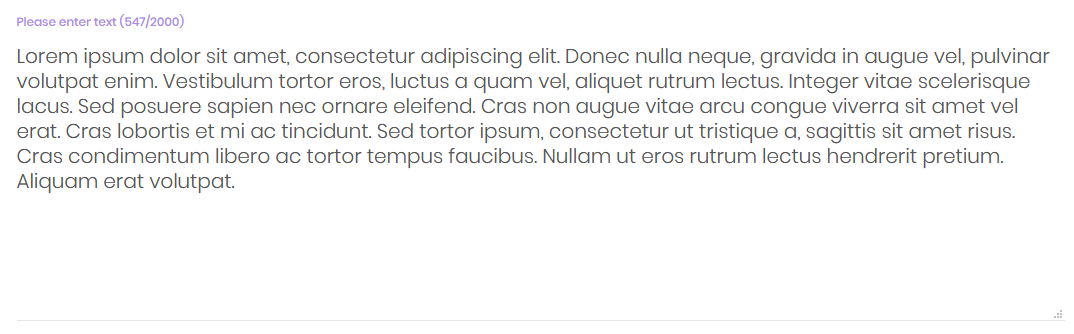 Please enter text (547/2000)
Lorem ipsum dolor sit amet, consectetur adipiscing elit. Donec nulla neque, gravida in augue vel, pulvinar
volutpat enim. Vestibulum tortor eros, luctus a quam vel, aliquet rutrum lectus. Integer vitae scelerisque
lacus. Sed posuere sapien nec ornare eleifend. Cras non augue vitae arcu congue viverra sit amet vel
erat. Cras lobortis et mi ac tincidunt. Sed tortor ipsum, consectetur ut tristique a, sagittis sit amet risus.
Cras condimentum libero ac tortor tempus faucibus. Nullam ut eros rutrum lectus hendrerit pretium.
Aliquam erat volutpat.